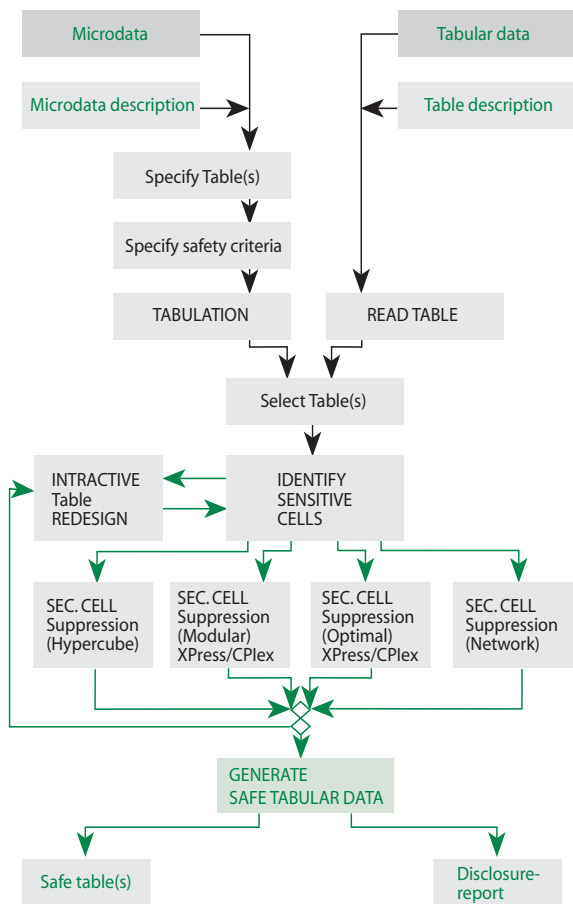 Microdata
Tabular data
Microdata description
Table description
Specify Table(s)
Specify safety criteria
TABULATION
READ TABLE
Select Table(s)
INTRACTIVE
Table
REDESIGN
IDENTIFY
SENSITIVE
CELLS
SEC. CELL
Suppression
(Hypercube)
SEC. CELL
Suppression
(Modular)
XPress/CPlex
SEC. CELL
Suppression
(Optimal)
XPress/CPlex
SEC. CELL
Suppression
(Network)
GENERATE
SAFE TABULAR DATA
Safe table(s)
Disclosure-
report